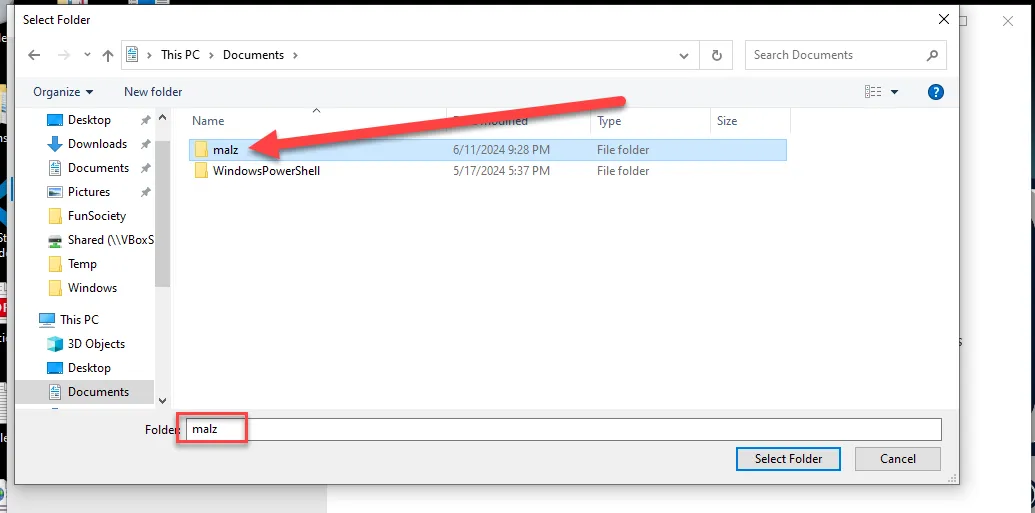 Select Folder
This PC > Documents >
Search Documents
Organize
New folder
Name
Type
Size
Desktop
Downloads
Documents
Pictures
FunSociety
Shared (\\VBoxS
Temp
Windows
This PC
3D Objects
Desktop
Documents
malz 6/11/2024 9:28 PM File folder
WindowsPowerShell 5/17/2024 5:37 PM File folder
Folder:
malz
Select Folder
Cancel